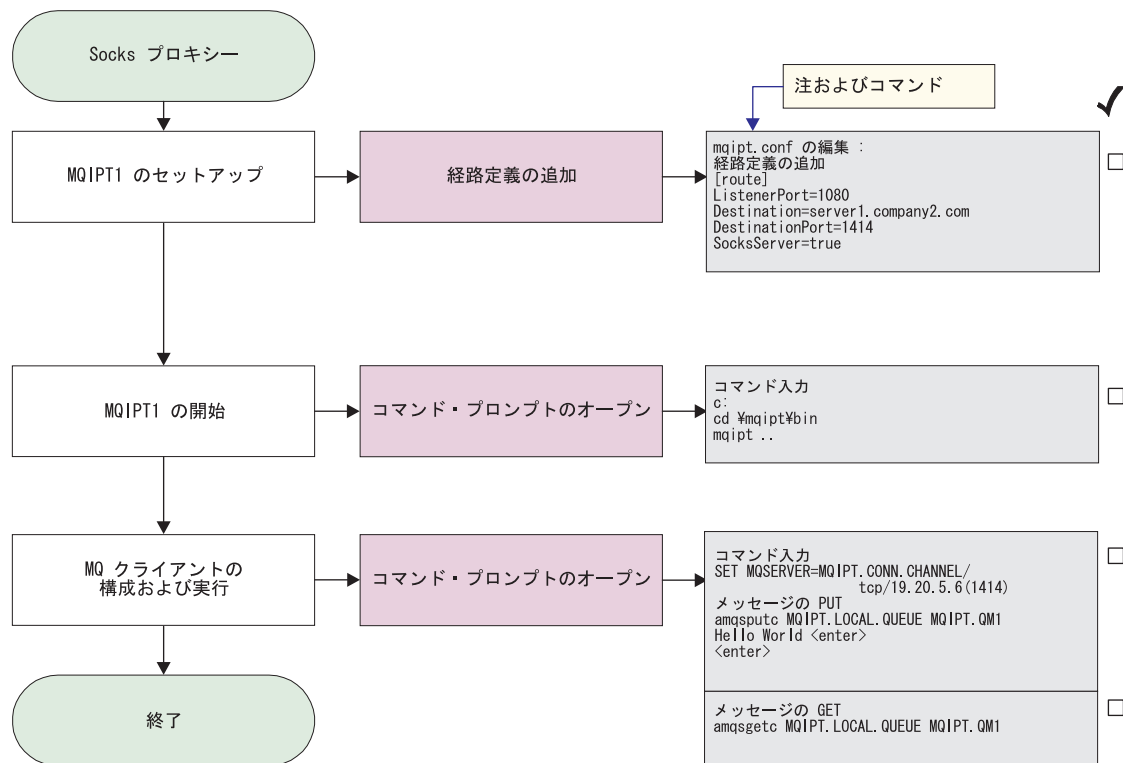 Socks プロキシー
注およびコマンド
MQIPT1 のセットアップ
経路定義の追加
mqipt.conf の編集 :
経路定義の追加
[route]
ListenerPort=1080
Destination=server1.company2.com
DestinationPort=1414
SocksServer=true
MQIPT1 の開始
コマンド・プロンプトのオープン
コマンド入力
c:
cd ¥mqipt¥bin
mqipt ..
MQ クライアントの
構成および実行
コマンド・プロンプトのオープン
コマンド入力
SET MQSERVER=MQIPT.CONN.CHANNEL/
tcp/19.20.5.6(1414)
メッセージの PUT
amqsputc MQIPT.LOCAL.QUEUE MQIPT.QM1
Hello World <enter>
<enter>
メッセージの GET
amqsgetc MQIPT.LOCAL.QUEUE MQIPT.QM1
終了